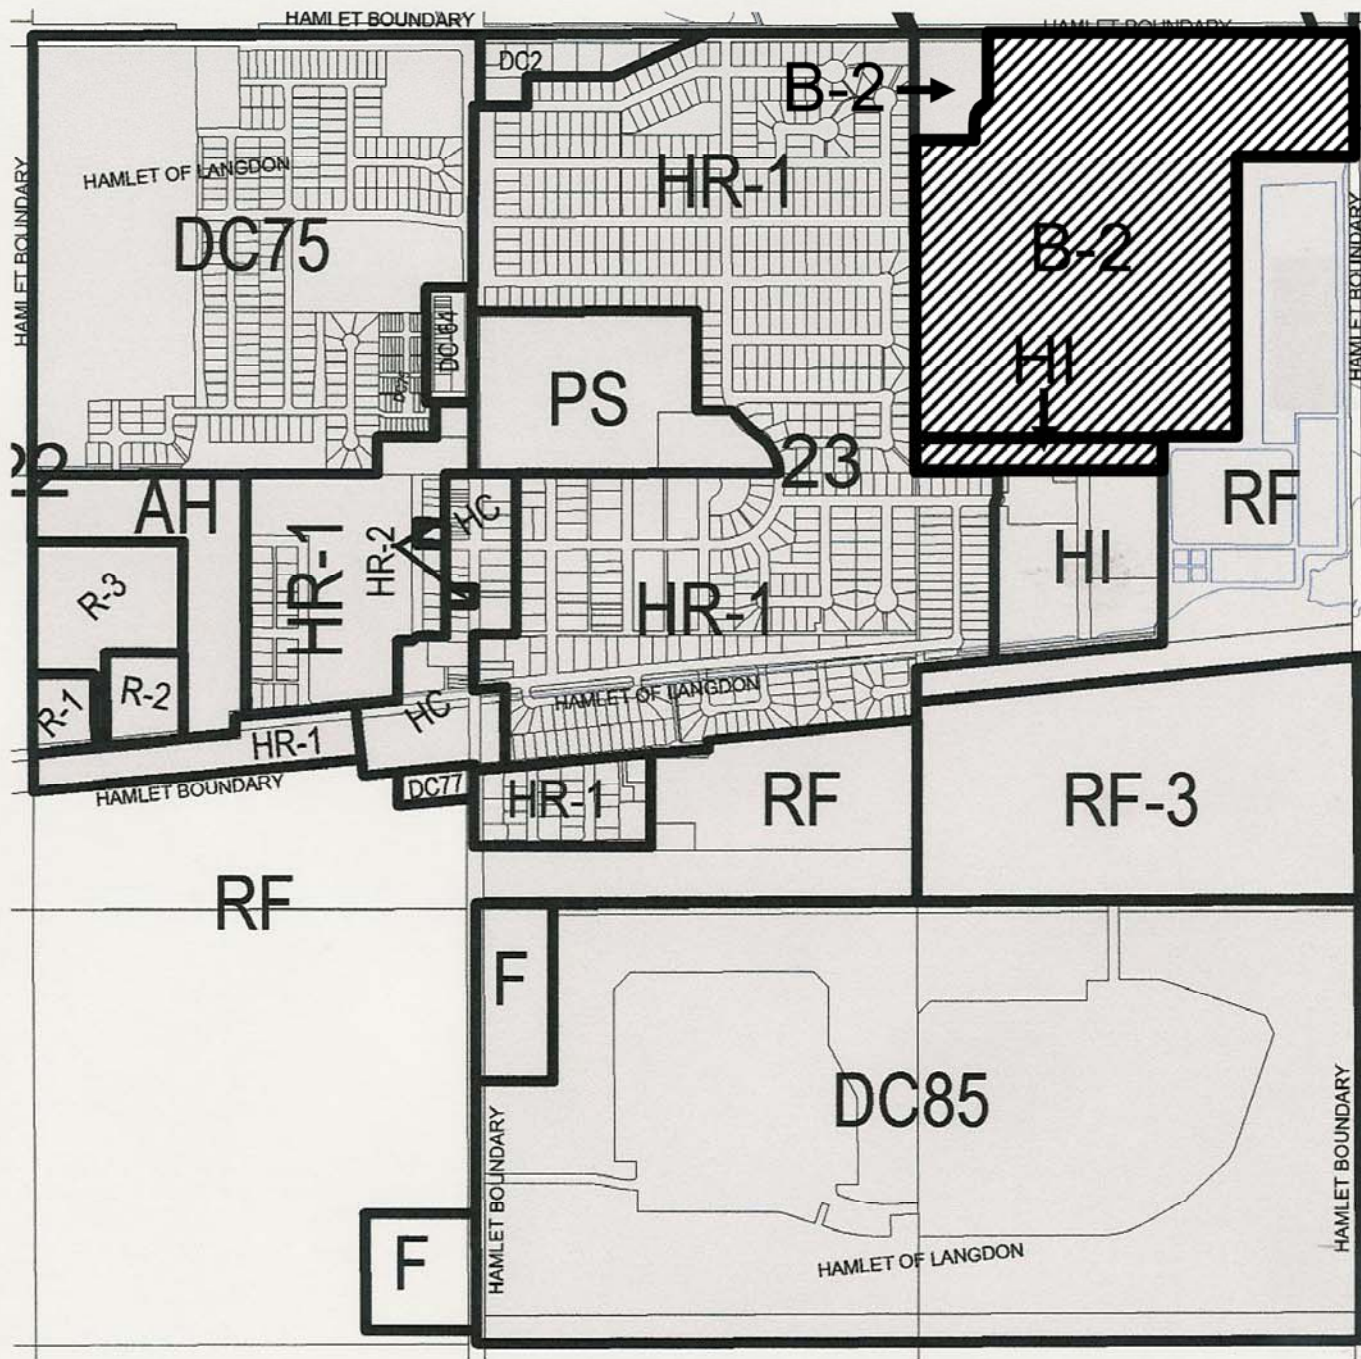 HAMLET BOUNDARY
HAMLET BOUNDARY
DC2
B-2
HAMLET OF LANGDON
HR-1
HAMLET BOUNDARY
HAMLET BOUNDARY
DC75
B-2
DC 64
HI
PS
22
23
AH
HC
RF
HR-1
HR-2
HI
R-3
HR-1
R-1
R-2
HC
HAMLET OF LANGDON
HR-1
DC77
HAMLET BOUNDARY
HR-1
RF
RF-3
RF
F
DC85
HAMLET BOUNDARY
HAMLET BOUNDARY
F
HAMLET OF LANGDON